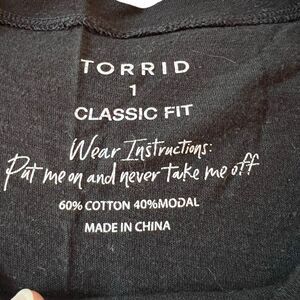 TORRID
1
CLASSIC FIT
Wear Instructions:
Put me on and never take me off
60% COTTON 40%MODAL
MADE IN CHINA